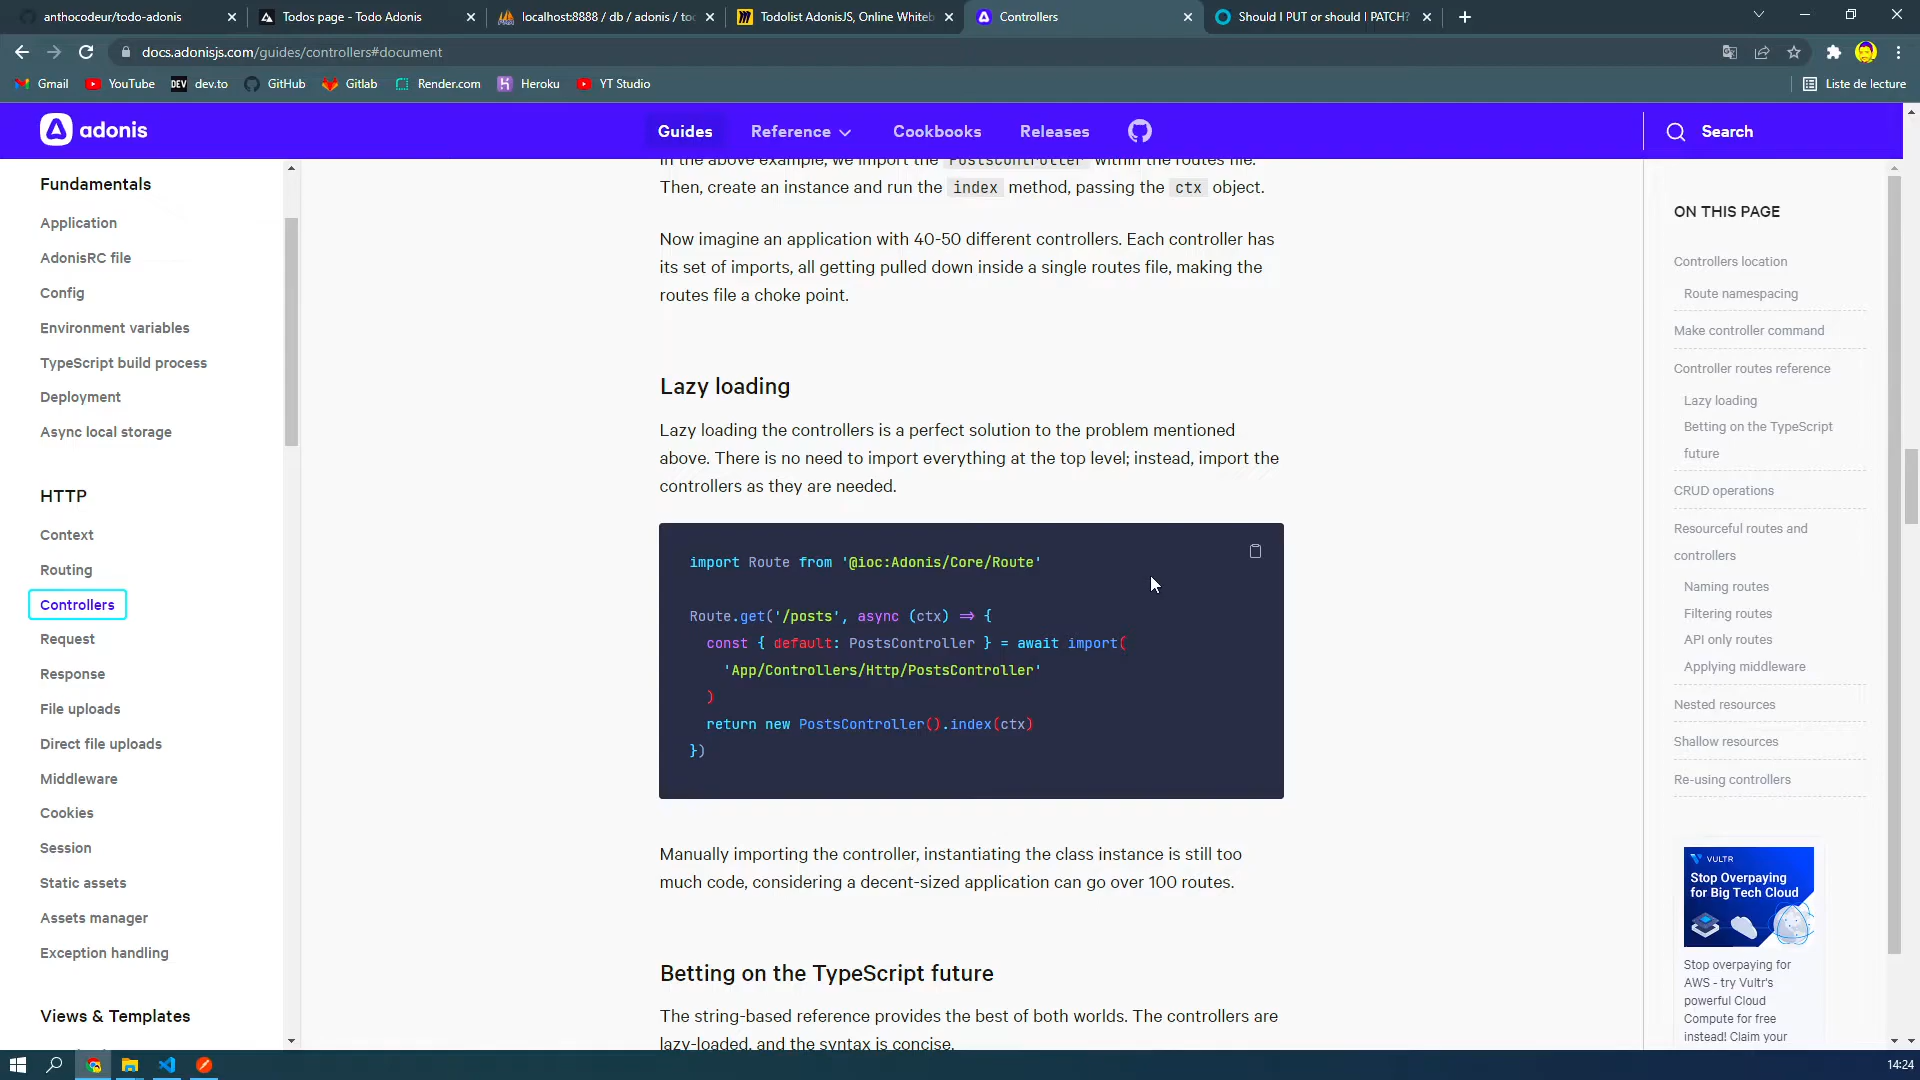 anthocodeur/todo-adonis
Todos page - Todo Adonis
localhost:8888 / db / adonis / toc
Todolist AdonisJS, Online Whiteb
Controllers
Should I PUT or should I PATCH?
docs.adonisjs.com/guides/controllers#document
Gmail
YouTube
DEV
dev.to
GitHub
Gitlab
Render.com
Heroku
YT Studio
Liste de lecture
adonis
Guides
Reference
Cookbooks
Releases
Search
Fundamentals
Application
AdonisRC file
Config
Environment variables
TypeScript build process
Deployment
Async local storage
HTTP
Context
Routing
Controllers
Request
Response
File uploads
Direct file uploads
Middleware
Cookies
Session
Static assets
Assets manager
Exception handling
Views & Templates
In the above example, we import the PostsController within the routes file.
Then, create an instance and run the index method, passing the ctx object.
Now imagine an application with 40-50 different controllers. Each controller has
its set of imports, all getting pulled down inside a single routes file, making the
routes file a choke point.
Lazy loading
Lazy loading the controllers is a perfect solution to the problem mentioned
above. There is no need to import everything at the top level; instead, import the
controllers as they are needed.
import Route from '@ioc:Adonis/Core/Route'
Route.get('/posts', async (ctx) => {
const { default: PostsController } = await import(
'App/Controllers/Http/PostsController'
)
return new PostsController().index(ctx)
})
Manually importing the controller, instantiating the class instance is still too
much code, considering a decent-sized application can go over 100 routes.
Betting on the TypeScript future
The string-based reference provides the best of both worlds. The controllers are
lazy-loaded, and the syntax is concise.
ON THIS PAGE
Controllers location
Route namespacing
Make controller command
Controller routes reference
Lazy loading
Betting on the TypeScript
future
CRUD operations
Resourceful routes and
controllers
Naming routes
Filtering routes
API only routes
Applying middleware
Nested resources
Shallow resources
Re-using controllers
VULTR
Stop Overpaying
for Big Tech Cloud
Stop overpaying for
AWS - try Vultr's
powerful Cloud
Compute for free
instead! Claim your
14:24